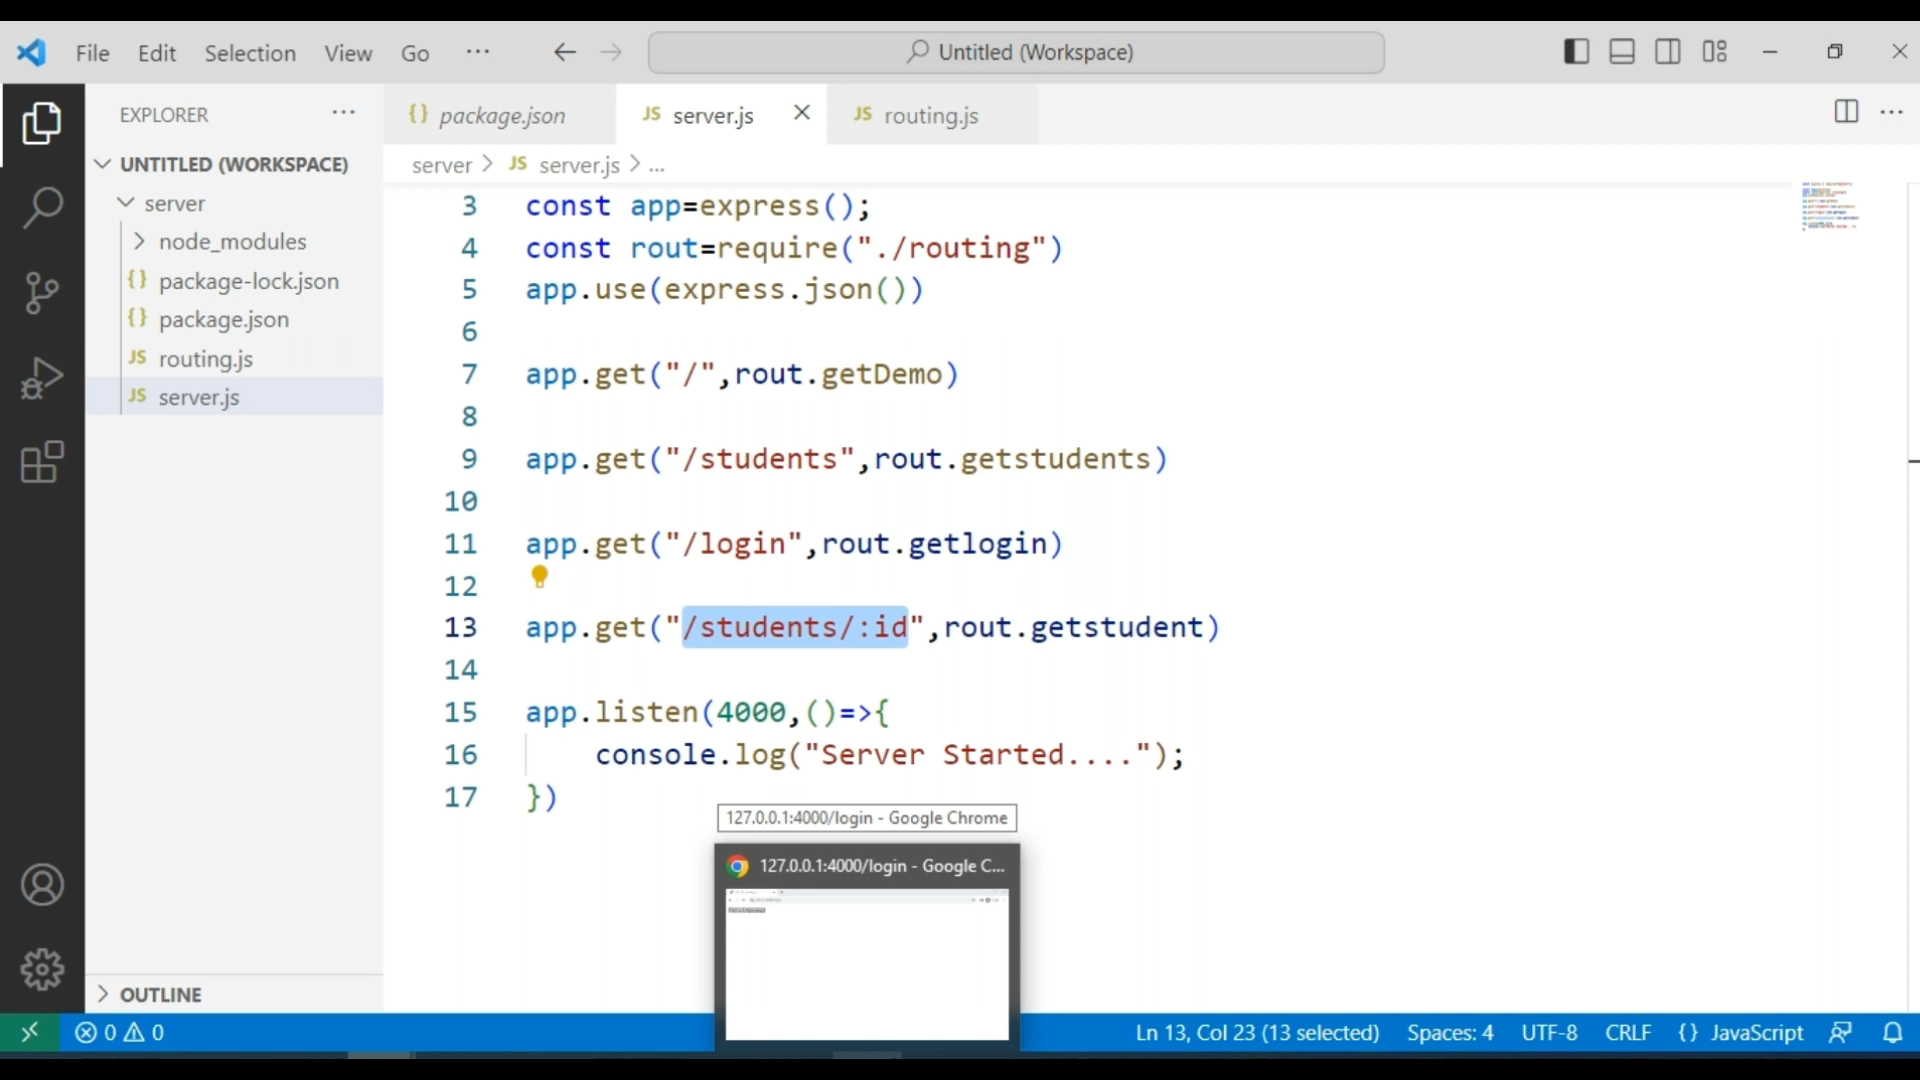 File Edit Selection View Go ... Untitled (Workspace)
EXPLORER ...
UNTITLED (WORKSPACE)
server
node_modules
{} package-lock.json
{} package.json
JS routing.js
JS server.js
OUTLINE
{} package.json JS server.js JS routing.js ...
server > JS server.js > ...
3 const app=express();
4 const rout=require("./routing")
5 app.use(express.json())
6
7 app.get("/",rout.getDemo)
8
9 app.get("/students",rout.getstudents)
10
11 app.get("/login",rout.getlogin)
12
13 app.get("/students/:id",rout.getstudent)
14
15 app.listen(4000,()=>{
16 console.log("Server Started....");
17 })
127.0.0.1:4000/login - Google Chrome
127.0.0.1:4000/login - Google C...
0 0 Ln 13, Col 23 (13 selected) Spaces: 4 UTF-8 CRLF {} JavaScript